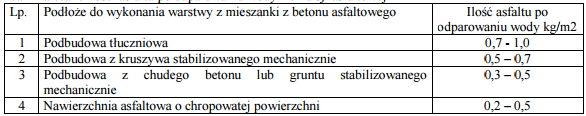 Lp. Podłoże do wykonania warstwy z mieszanki z betonu asfaltowego Ilość asfaltu po
odparowaniu wody kg/m2
1 Podbudowa tłuczniowa 0,7 - 1,0
2 Podbudowa z kruszywa stabilizowanego mechanicznie 0,5 – 0,7
3 Podbudowa z chudego betonu lub gruntu stabilizowanego 0,3 – 0,5
mechanicznie
4 Nawierzchnia asfaltowa o chropowatej powierzchni 0,2 – 0,5